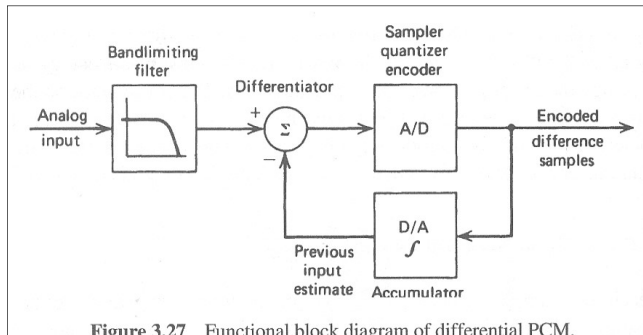 Bandlimiting
filter
Sampler
quantizer
encoder
Differentiator
Analog
input
+
Σ
−
A/D
Encoded
difference
samples
D/A
∫
Previous
input
estimate
Accumulator
Figure 3.27 Functional block diagram of differential PCM.